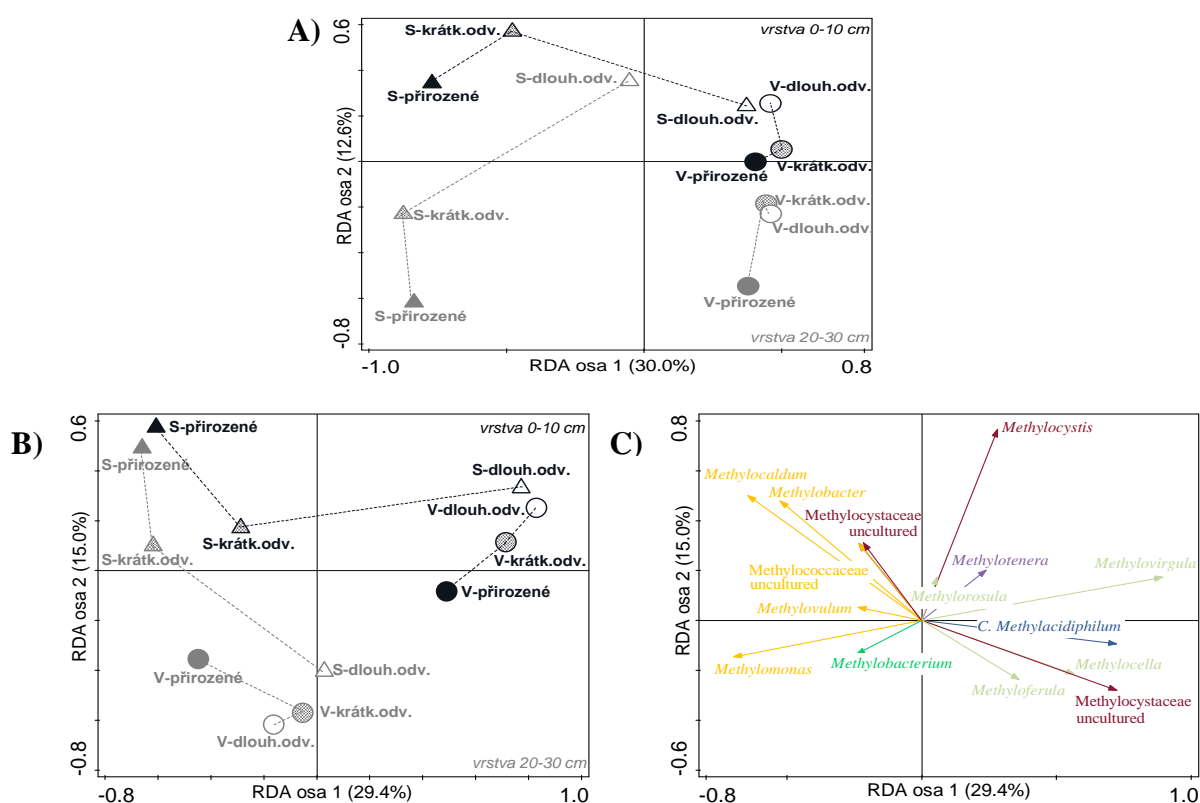 A)
0.6
S-krátk.odv.
vrstva 0-10 cm
S-dlouh.odv.
V-dlouh.odv.
S-přirozené
S-dlouh.odv.
V-krátk.odv.
V-přirozené
V-krátk.odv.
S-krátk.odv.
V-dlouh.odv.
V-přirozené
S-přirozené
vrstva 20-30 cm
-0.8
RDA osa 2 (12.6%)
-1.0
RDA osa 1 (30.0%)
0.8
B)
0.6
S-přirozené
vrstva 0-10 cm
S-přirozené
S-dlouh.odv.
V-dlouh.odv.
S-krátk.odv.
S-krátk.odv.
V-krátk.odv.
V-přirozené
V-přirozené
S-dlouh.odv.
V-krátk.odv.
V-dlouh.odv.
vrstva 20-30 cm
-0.8
RDA osa 2 (15.0%)
-0.8
RDA osa 1 (29.4%)
1.0
C)
0.8
Methylocystis
Methylocaldum
Methylobacter
Methylocystaceae
uncultured
Methylotenera
Methylovirgula
Methylococcaceae
uncultured
Methylorosula
Methylovulum
C. Methylacidiphilum
Methylomonas
Methylobacterium
Methylocella
Methyloferula
Methylocystaceae
uncultured
-0.6
RDA osa 2 (15.0%)
-0.8
RDA osa 1 (29.4%)
1.0